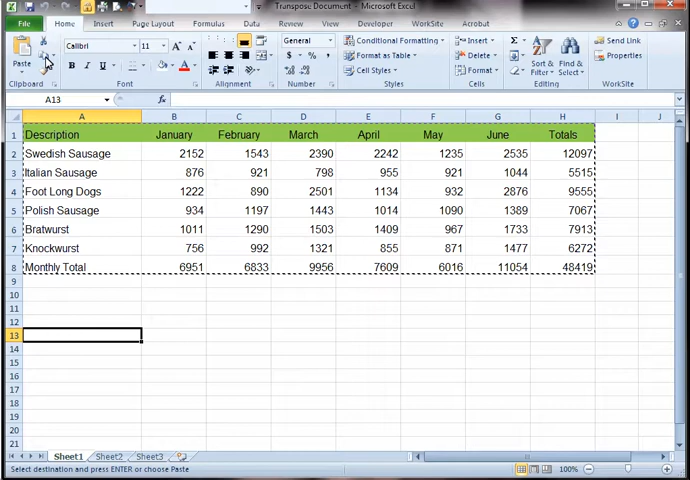 Transpose Document - Microsoft Excel
File Home Insert Page Layout Formulas Data Review View Developer WorkSite Acrobat
Calibri 11 General Conditional Formatting Insert Σ Send Link
Paste $ % , Format as Table Delete Sort & Find & Properties
B I U Cell Styles Format Filter Select
Clipboard Font Alignment Number Styles Cells Editing WorkSite
A13 fx
A B C D E F G H I J
1 Description January February March April May June Totals
2 Swedish Sausage 2152 1543 2390 2242 1235 2535 12097
3 Italian Sausage 876 921 798 955 921 1044 5515
4 Foot Long Dogs 1222 890 2501 1134 932 2876 9555
5 Polish Sausage 934 1197 1443 1014 1090 1389 7067
6 Bratwurst 1011 1290 1503 1409 967 1733 7913
7 Knockwurst 756 992 1321 855 871 1477 6272
8 Monthly Total 6951 6833 9956 7609 6016 11054 48419
9
10
11
12
13
14
15
16
17
18
19
20
21
Sheet1 Sheet2 Sheet3
Select destination and press ENTER or choose Paste 100%